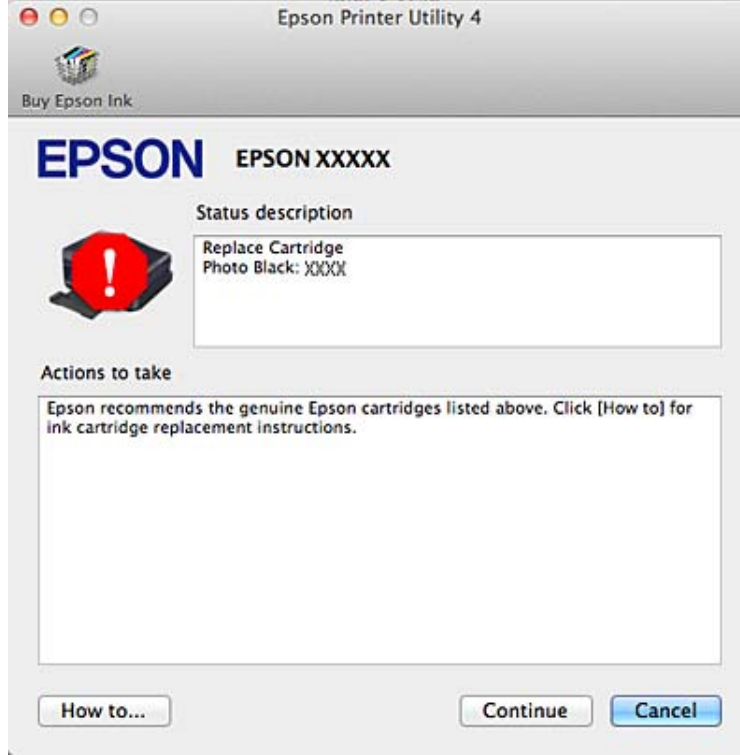 Epson Printer Utility 4
Buy Epson Ink
EPSON EPSON XXXXX
Status description
Replace Cartridge
Photo Black: XXXX
Actions to take
Epson recommends the genuine Epson cartridges listed above. Click [How to] for
ink cartridge replacement instructions.
How to... Continue Cancel